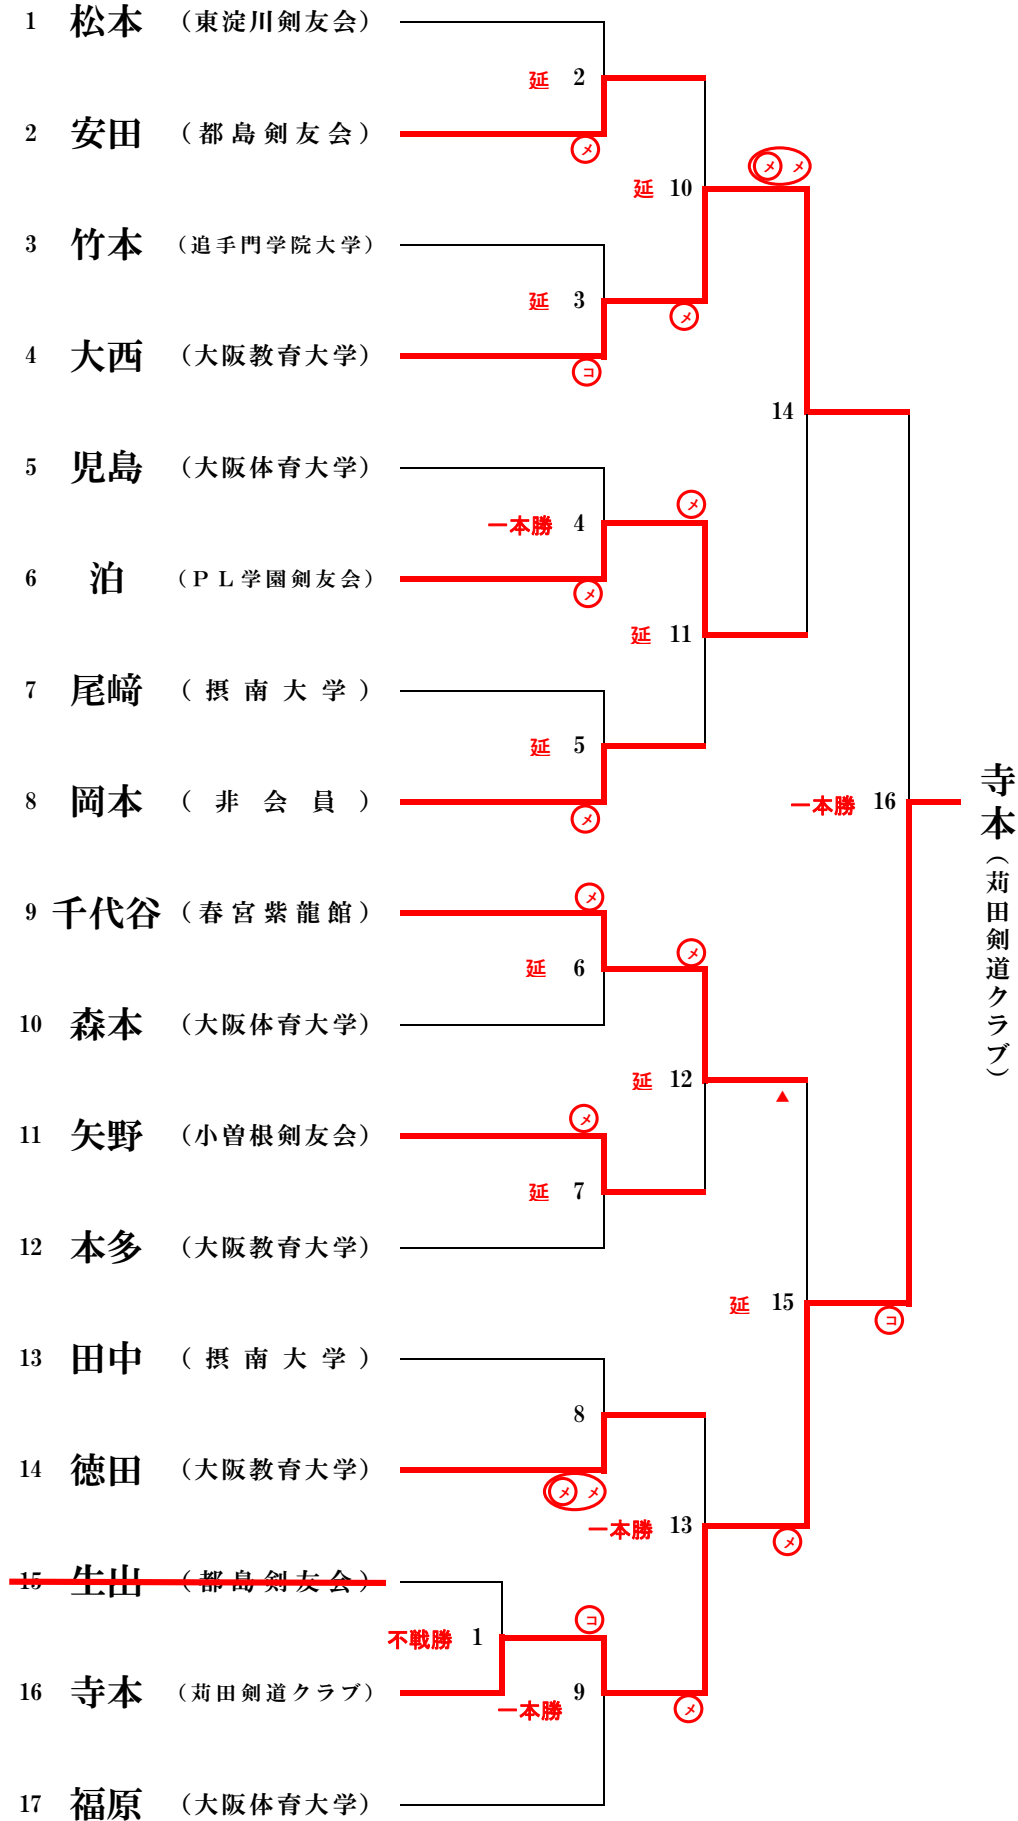 1 松本 （東淀川剣友会）
延 2
2 安田 （都島剣友会）
メ
メ メ
延 10
3 竹本 （追手門学院大学）
延 3
メ
4 大西 （大阪教育大学）
コ
14
5 児島 （大阪体育大学）
メ
一本勝 4
6 泊 （ＰＬ学園剣友会）
メ
延 11
7 尾﨑 （摂南大学）
延 5
8 岡本 （非会員）
メ
一本勝 16
寺本（苅田剣道クラブ）
メ
9 千代谷 （春宮紫龍館）
メ
延 6
10 森本 （大阪体育大学）
延 12
▲
メ
11 矢野 （小曽根剣友会）
延 7
12 本多 （大阪教育大学）
延 15
コ
13 田中 （摂南大学）
8
14 徳田 （大阪教育大学）
メ メ
一本勝 13
メ
15 生山 （都島剣友会）
コ
不戦勝 1
16 寺本 （苅田剣道クラブ）
一本勝 9
メ
17 福原 （大阪体育大学）